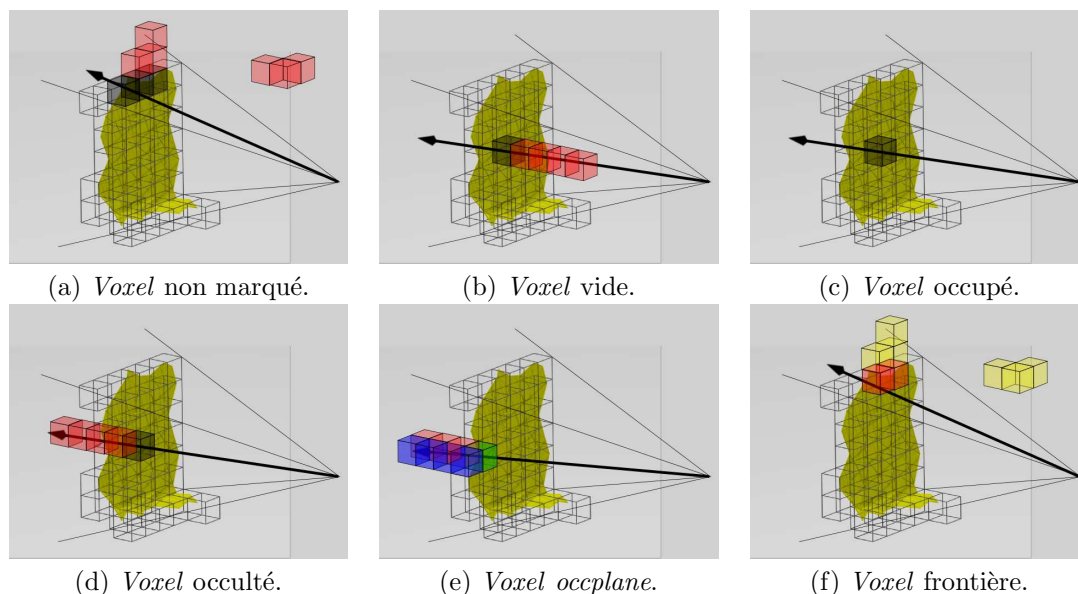 (a) Voxel non marqué.
(b) Voxel vide.
(c) Voxel occupé.
(d) Voxel occulté.
(e) Voxel occplane.
(f) Voxel frontière.